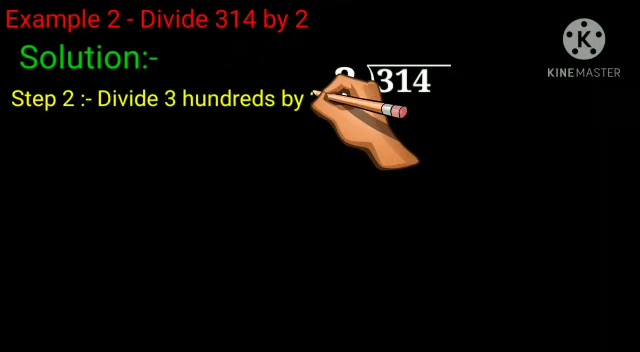 Example 2 - Divide 314 by 2
Solution:-
Step 2 :- Divide 3 hundreds by
314
K
KINEMASTER